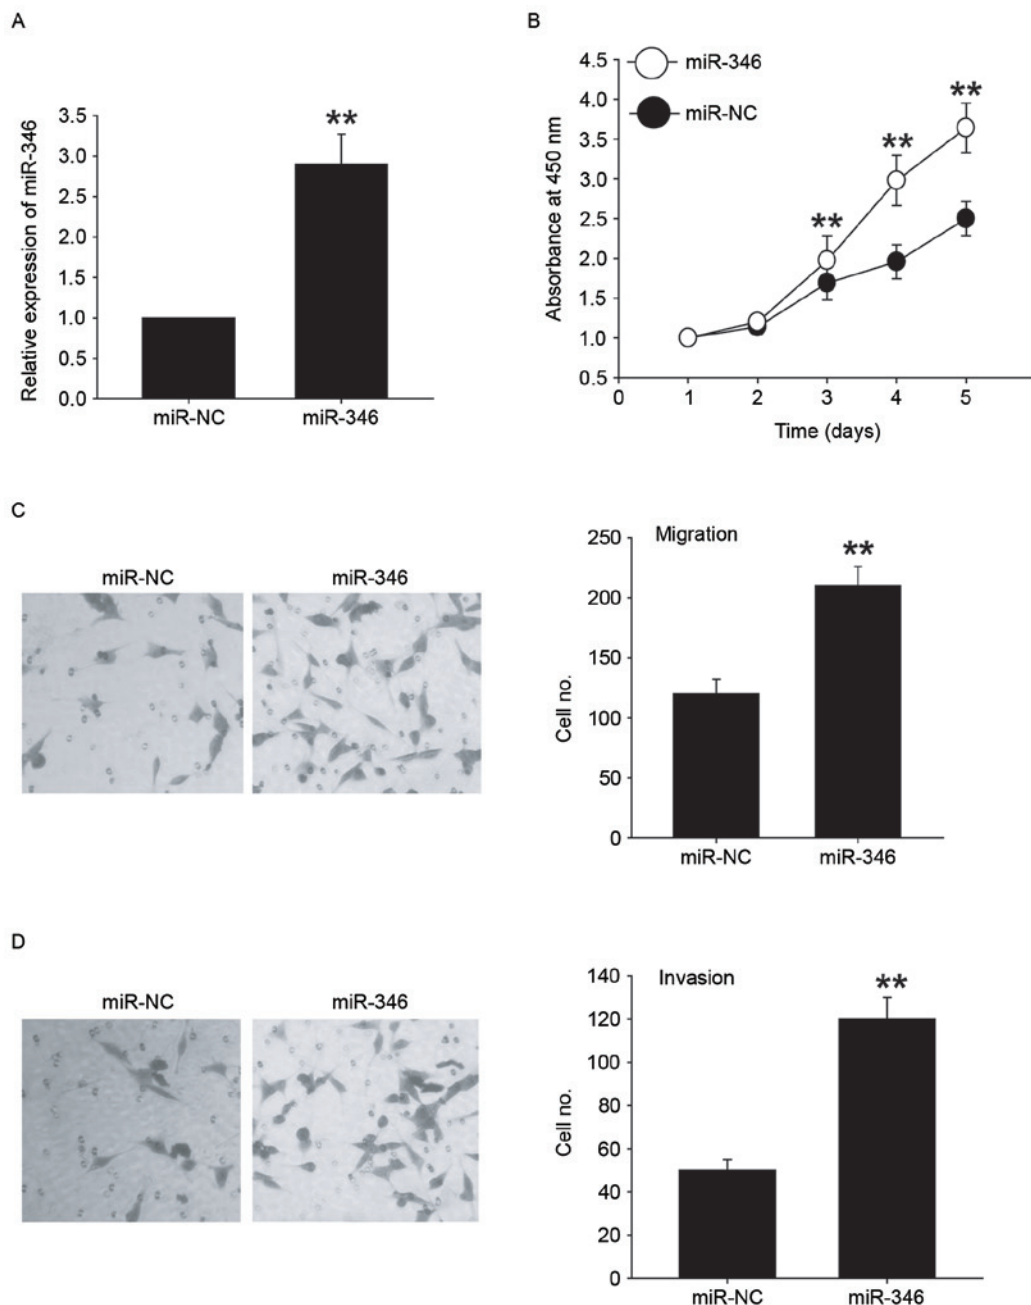 A
Relative expression of miR-346
3.5
3.0
2.5
2.0
1.5
1.0
0.5
0.0
**
miR-NC
miR-346
B
miR-346
miR-NC
Absorbance at 450 nm
4.5
4.0
3.5
3.0
2.5
2.0
1.5
1.0
0.5
**
**
**
0
1
2
3
4
5
Time (days)
C
miR-NC
miR-346
Migration
Cell no.
250
200
150
100
50
0
**
miR-NC
miR-346
D
miR-NC
miR-346
Invasion
Cell no.
140
120
100
80
60
40
20
0
**
miR-NC
miR-346